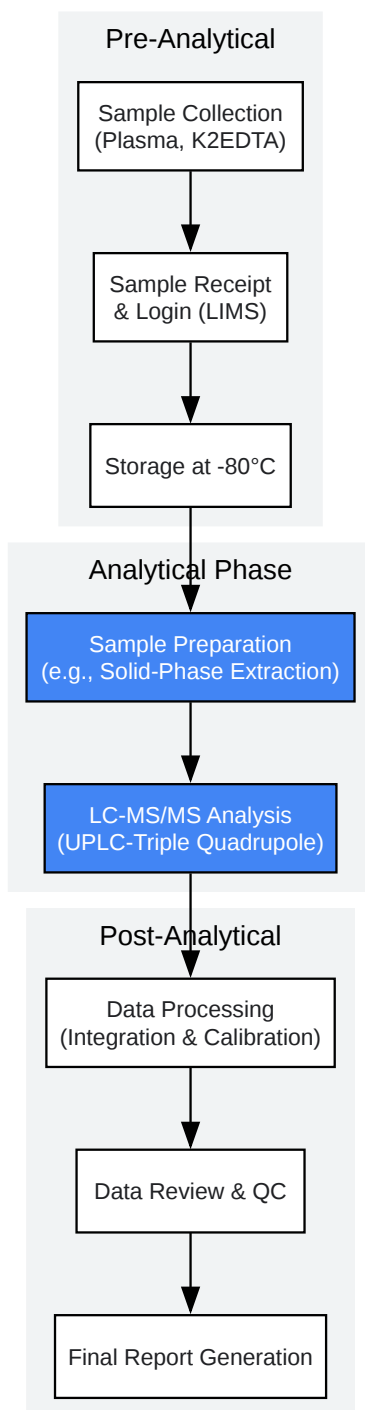 Pre-Analytical
Sample Collection
(Plasma, K2EDTA)
Sample Receipt
& Login (LIMS)
Storage at -80°C
Analytical Phase
Sample Preparation
(e.g., Solid-Phase Extraction)
LC-MS/MS Analysis
(UPLC-Triple Quadrupole)
Post-Analytical
Data Processing
(Integration & Calibration)
Data Review & QC
Final Report Generation